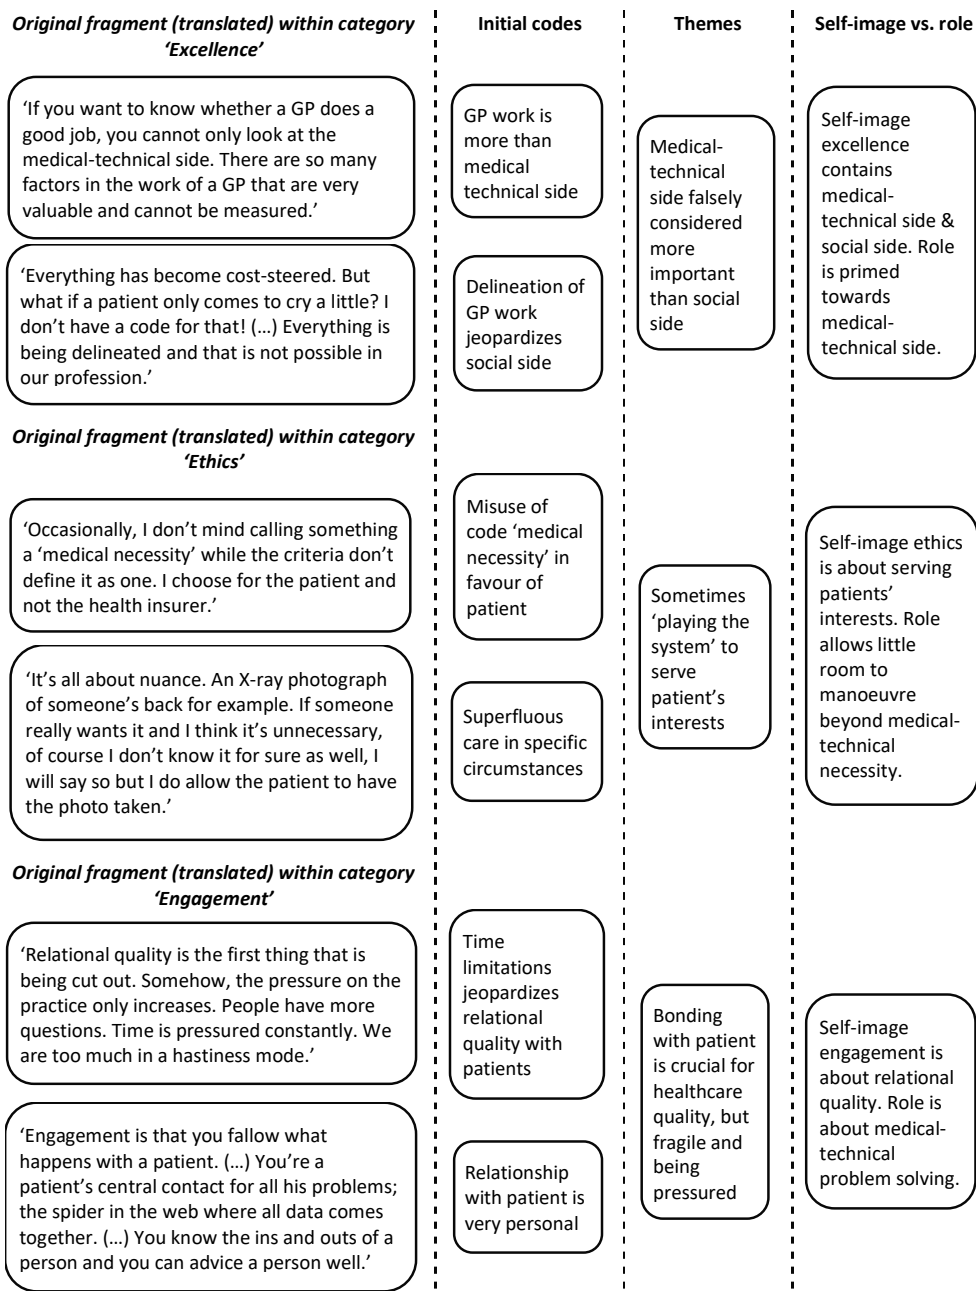 Original fragment (translated) within category
‘Excellence’
Initial codes
Themes
Self-image vs. role
‘If you want to know whether a GP does a
good job, you cannot only look at the
medical-technical side. There are so many
factors in the work of a GP that are very
valuable and cannot be measured.’
‘Everything has become cost-steered. But
what if a patient only comes to cry a little? I
don’t have a code for that! (…) Everything is
being delineated and that is not possible in
our profession.’
GP work is
more than
medical
technical side
Delineation of
GP work
jeopardizes
social side
Medical-
technical
side falsely
considered
more
important
than social
side
Self-image
excellence
contains
medical-
technical side &
social side. Role
is primed
towards
medical-
technical side.
Original fragment (translated) within category
‘Ethics’
‘Occasionally, I don’t mind calling something
a ‘medical necessity’ while the criteria don’t
define it as one. I choose for the patient and
not the health insurer.’
‘It’s all about nuance. An X-ray photograph
of someone’s back for example. If someone
really wants it and I think it’s unnecessary,
of course I don’t know it for sure as well, I
will say so but I do allow the patient to have
the photo taken.’
Misuse of
code ‘medical
necessity’ in
favour of
patient
Superfluous
care in specific
circumstances
Sometimes
‘playing the
system’ to
serve
patient’s
interests
Self-image ethics
is about serving
patients’
interests. Role
allows little
room to
manoeuvre
beyond medical-
technical
necessity.
Original fragment (translated) within category
‘Engagement’
‘Relational quality is the first thing that is
being cut out. Somehow, the pressure on the
practice only increases. People have more
questions. Time is pressured constantly. We
are too much in a hastiness mode.’
‘Engagement is that you fallow what
happens with a patient. (…) You’re a
patient’s central contact for all his problems;
the spider in the web where all data comes
together. (…) You know the ins and outs of a
person and you can advice a person well.’
Time
limitations
jeopardizes
relational
quality with
patients
Relationship
with patient is
very personal
Bonding
with patient
is crucial for
healthcare
quality, but
fragile and
being
pressured
Self-image
engagement is
about relational
quality. Role is
about medical-
technical
problem solving.